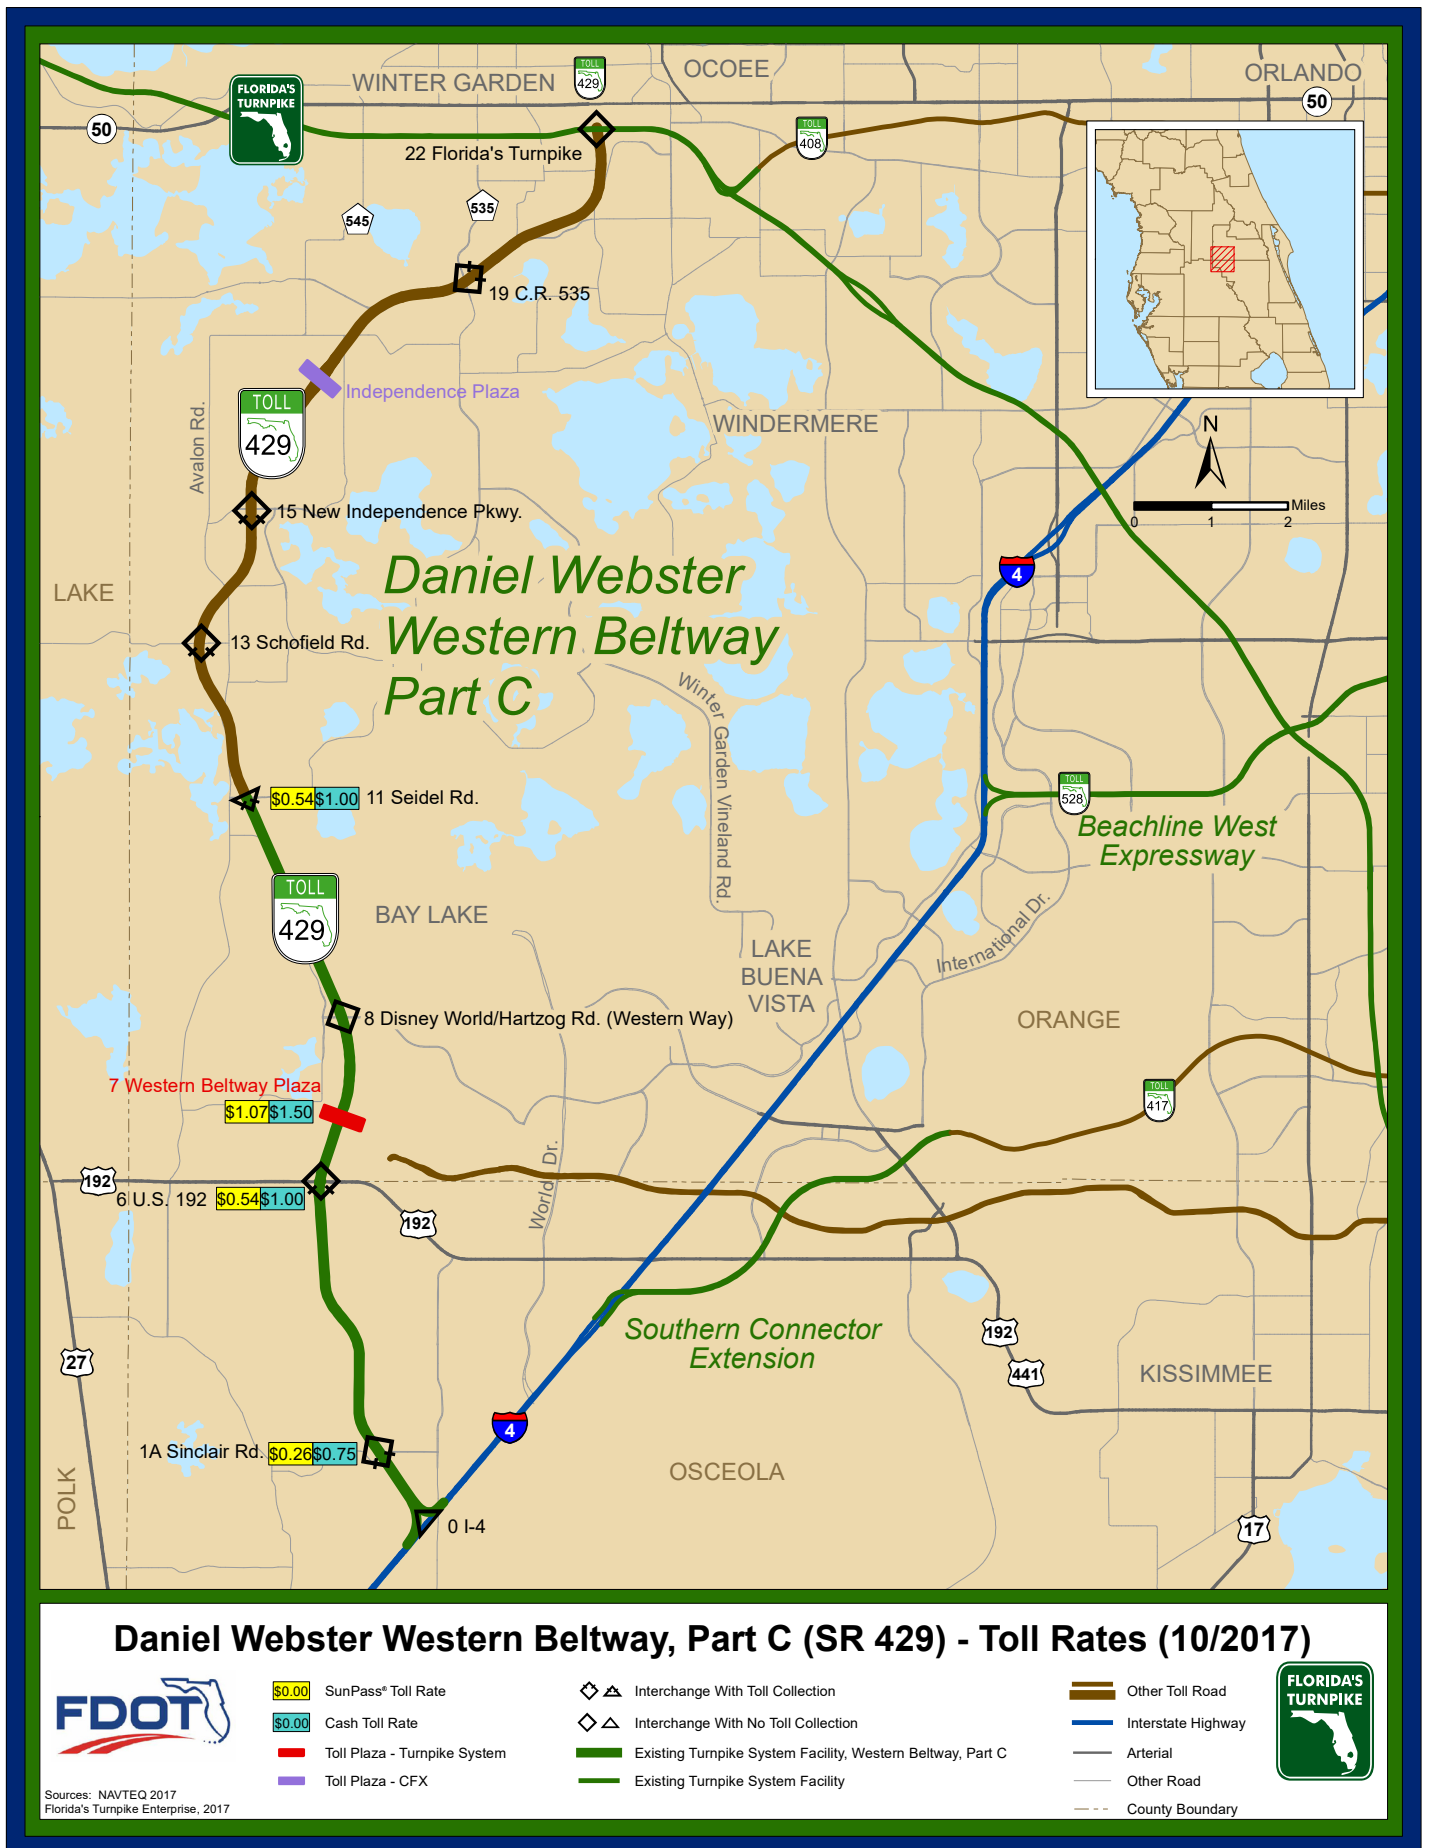 WINTER GARDEN
TOLL
429
OCOEE
ORLANDO
50
FLORIDA'S
TURNPIKE
50
TOLL
408
22 Florida's Turnpike
545
535
19 C.R. 535
Independence Plaza
TOLL
429
Avalon Rd.
WINDERMERE
N
Miles
0 1 2
15 New Independence Pkwy.
4
Daniel Webster
Western Beltway
Part C
LAKE
13 Schofield Rd.
Winter Garden Vineland Rd.
$0.54 $1.00 11 Seidel Rd.
TOLL
528
Beachline West
Expressway
TOLL
429
BAY LAKE
LAKE
BUENA
VISTA
International Dr.
ORANGE
8 Disney World/Hartzog Rd. (Western Way)
7 Western Beltway Plaza
$1.07 $1.50
TOLL
417
192
6 U.S. 192 $0.54 $1.00
192
World Dr.
Southern Connector
Extension
192
441
27
KISSIMMEE
4
1A Sinclair Rd. $0.26 $0.75
OSCEOLA
POLK
0 I-4
17
Daniel Webster Western Beltway, Part C (SR 429) - Toll Rates (10/2017)
FDOT
$0.00 SunPass® Toll Rate
$0.00 Cash Toll Rate
Toll Plaza - Turnpike System
Toll Plaza - CFX
Interchange With Toll Collection
Interchange With No Toll Collection
Existing Turnpike System Facility, Western Beltway, Part C
Existing Turnpike System Facility
Other Toll Road
Interstate Highway
Arterial
Other Road
County Boundary
FLORIDA'S
TURNPIKE
Sources: NAVTEQ 2017
Florida's Turnpike Enterprise, 2017